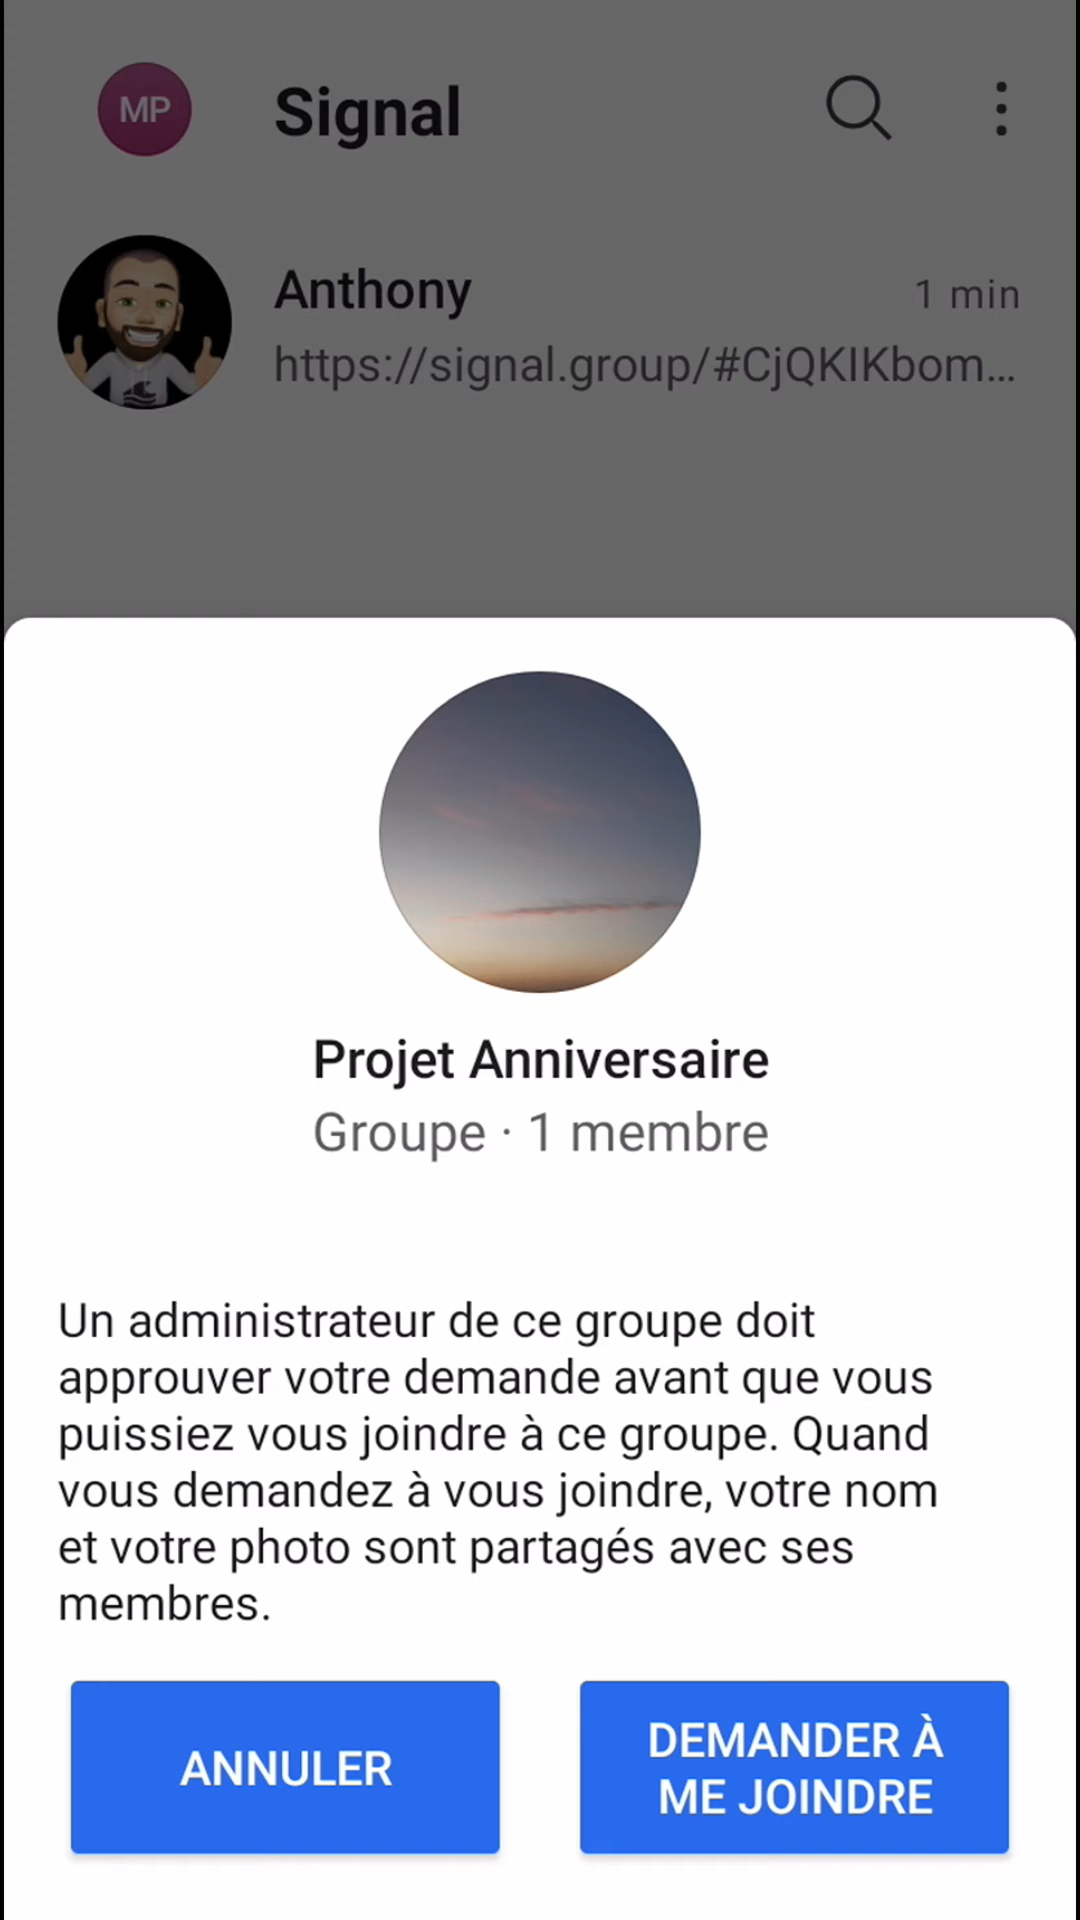 MP
Signal
Anthony
1 min
https://signal.group/#CjQKIKbom...
Projet Anniversaire
Groupe · 1 membre
Un administrateur de ce groupe doit
approuver votre demande avant que vous
puissiez vous joindre à ce groupe. Quand
vous demandez à vous joindre, votre nom
et votre photo sont partagés avec ses
membres.
ANNULER
DEMANDER À
ME JOINDRE